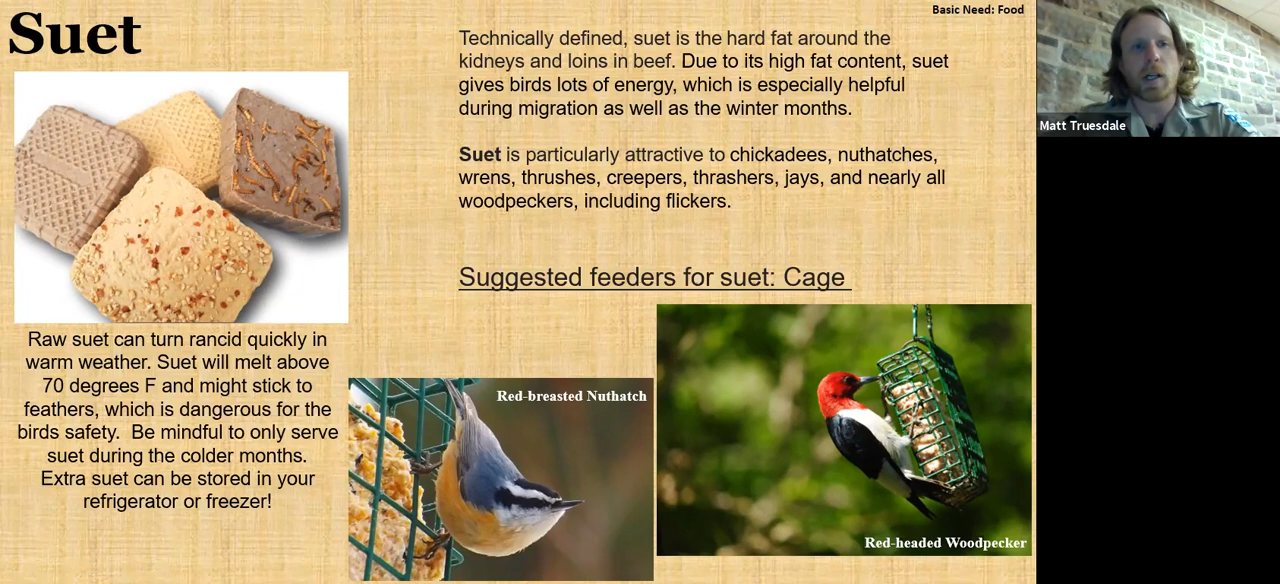 Suet
Basic Need: Food
Technically defined, suet is the hard fat around the
kidneys and loins in beef. Due to its high fat content, suet
gives birds lots of energy, which is especially helpful
during migration as well as the winter months.
Suet is particularly attractive to chickadees, nuthatches,
wrens, thrushes, creepers, thrashers, jays, and nearly all
woodpeckers, including flickers.
Suggested feeders for suet: Cage
Raw suet can turn rancid quickly in
warm weather. Suet will melt above
70 degrees F and might stick to
feathers, which is dangerous for the
birds safety.  Be mindful to only serve
suet during the colder months.
Extra suet can be stored in your
refrigerator or freezer!
Red-breasted Nuthatch
Red-headed Woodpecker
Matt Truesdale